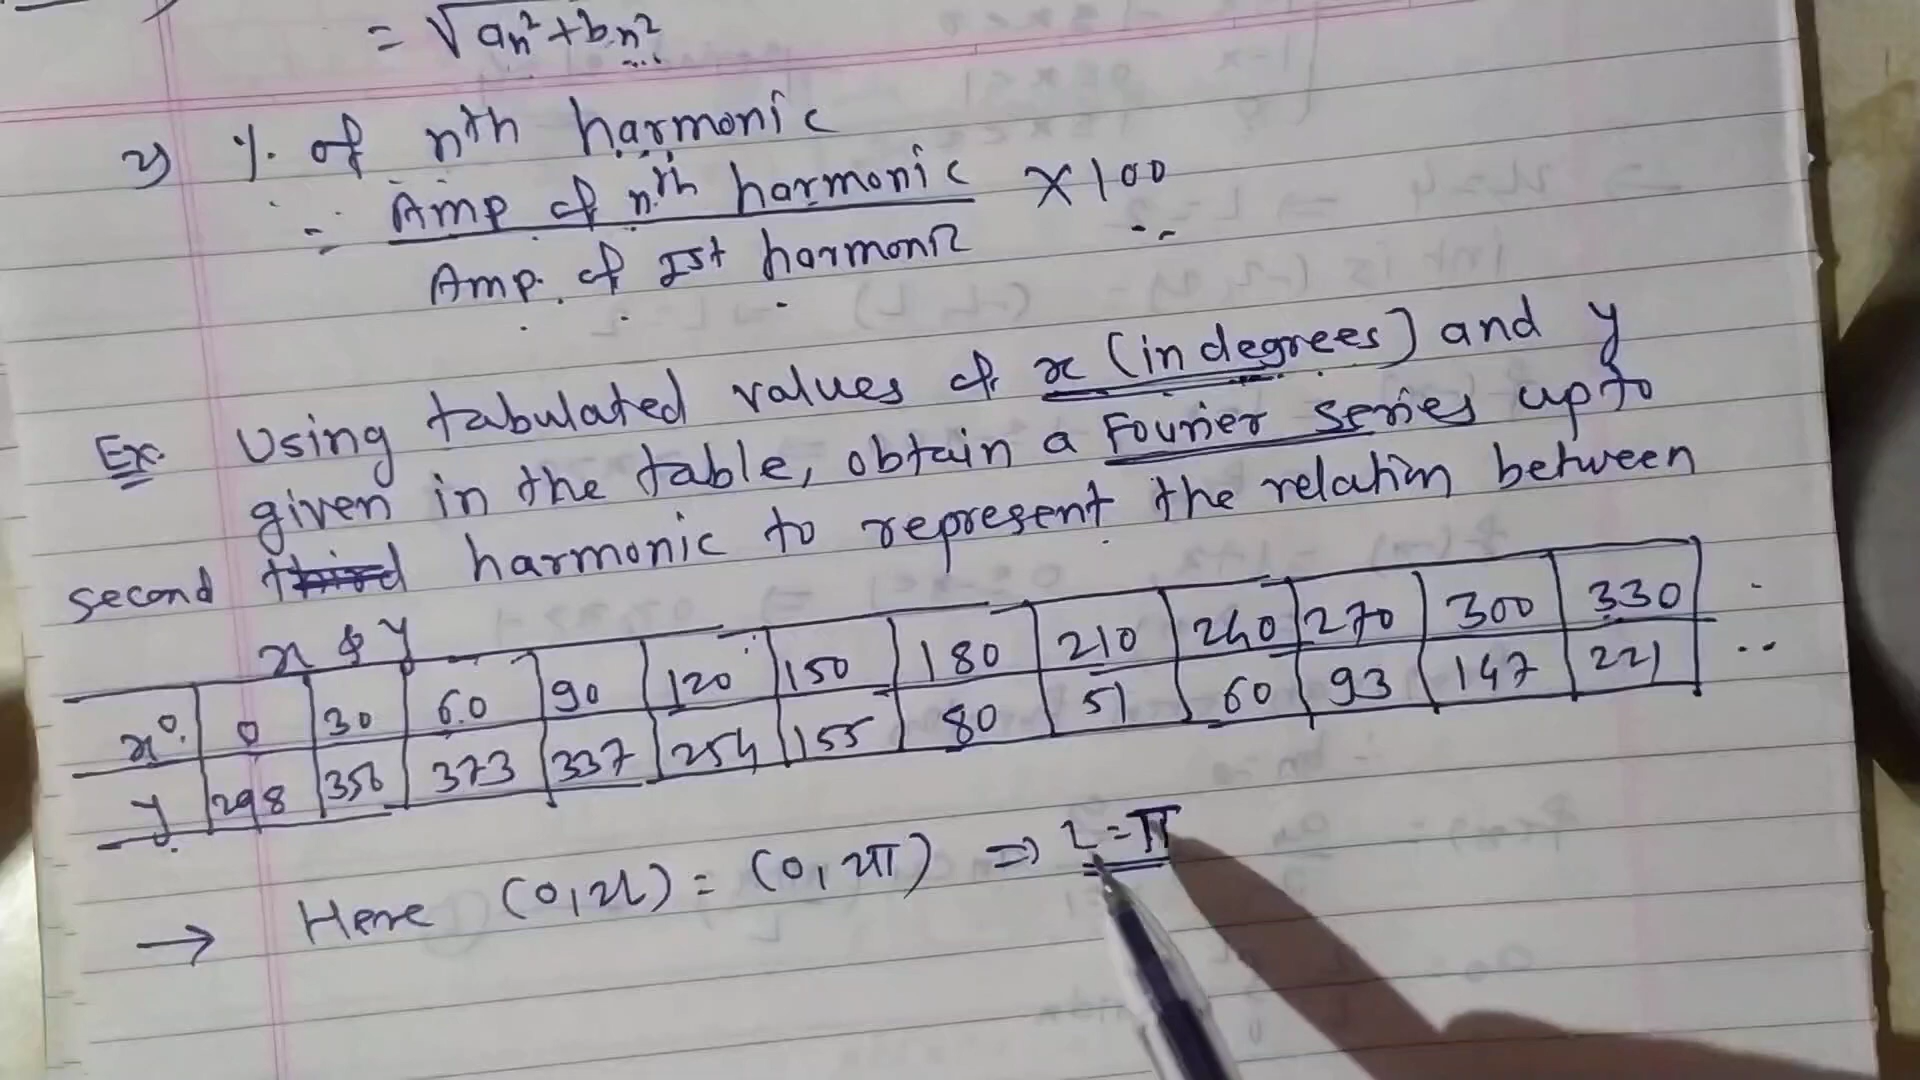 = √an²+bn²
2) % of nth harmonic
= Amp of nth harmonic × 100
Amp. of Ist harmonic
Ex. Using tabulated values of x (in degrees) and y
given in the table, obtain a Fourier series upto
second third harmonic to represent the relation between
x & y
x° 0 30 60 90 120 150 180 210 240 270 300 330
y 298 356 373 337 254 155 80 51 60 93 147 221
→ Here (0,2L) = (0,2π) ⇒ L=π